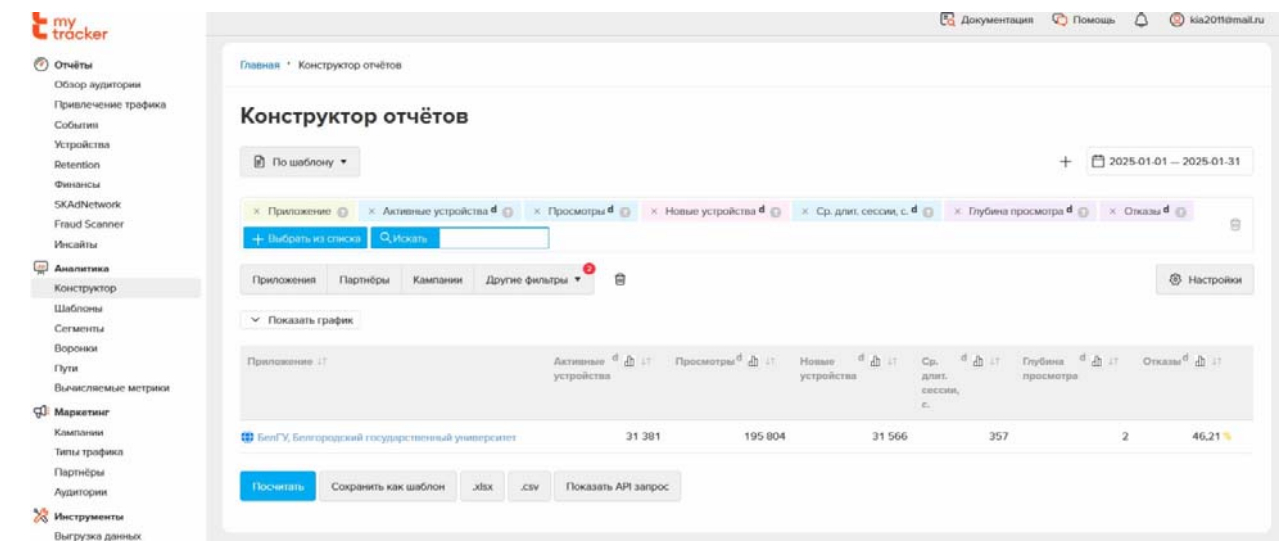 my
tracker
Документация Помощь kia2011@mail.ru
Отчёты
Обзор аудитории
Привлечение трафика
События
Устройства
Retention
Финансы
SKAdNetwork
Fraud Scanner
Инсайты
Аналитика
Конструктор
Шаблоны
Сегменты
Воронки
Пути
Вычисляемые метрики
Маркетинг
Кампании
Типы трафика
Партнёры
Аудитории
Инструменты
Выгрузка данных
Главная • Конструктор отчётов
Конструктор отчётов
По шаблону
+ 2025-01-01 — 2025-01-31
× Приложение × Активные устройства d × Просмотры d × Новые устройства d × Ср. длит. сессии, с. d × Глубина просмотра d × Отказы d
+ Выбрать из списка Искать
Приложения Партнёры Кампании Другие фильтры 2 Настройки
Показать график
Приложение Активные d Просмотры d Новые d Ср. d Глубина d Отказы d
устройства устройства длит. просмотра
сессии,
с.
БелГУ, Белгородский государственный университет 31 381 195 804 31 566 357 2 46,21 %
Посчитать Сохранить как шаблон .xlsx .csv Показать API запрос